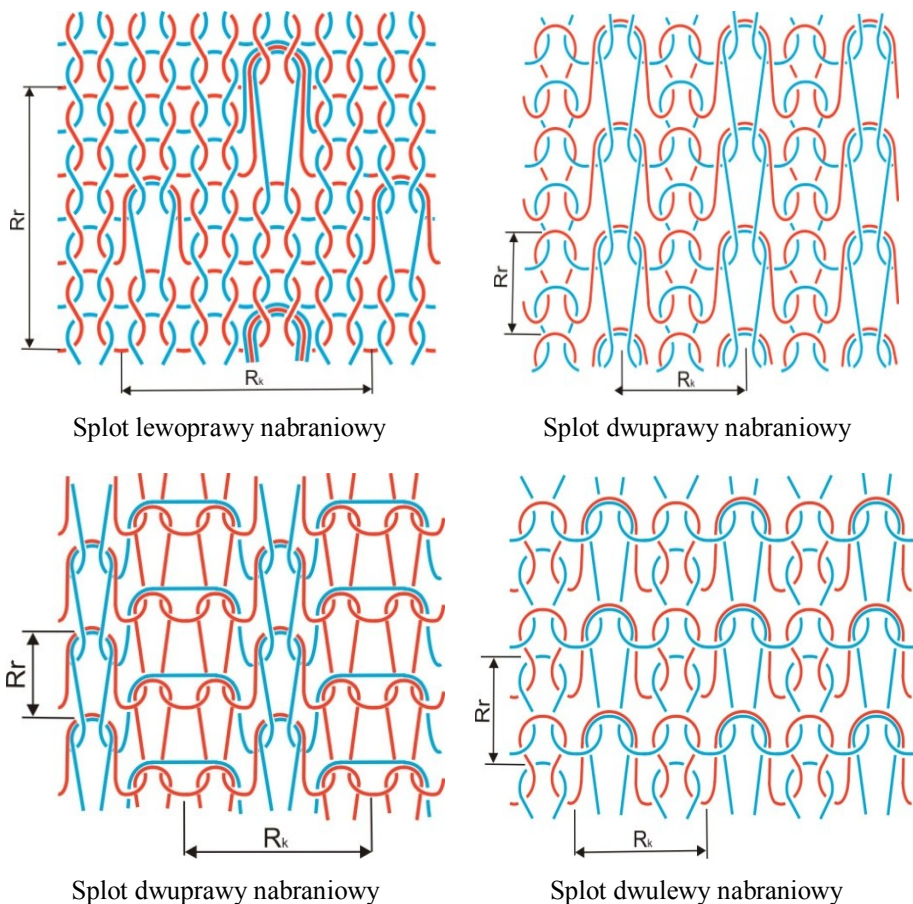 Rr
Rk
Splot lewoprawy nabraniowy
Rr
Rk
Splot dwuprawy nabraniowy
Rr
Rk
Splot dwuprawy nabraniowy
Rr
Rk
Splot dwulewy nabraniowy